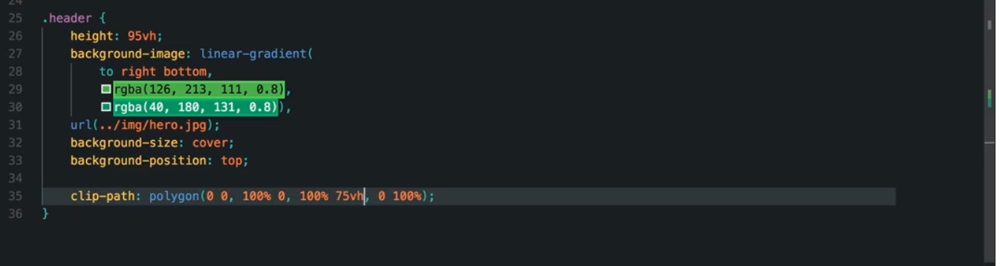 24
25 .header {
26 height: 95vh;
27 background-image: linear-gradient(
28 to right bottom,
29 rgba(126, 213, 111, 0.8),
30 rgba(40, 180, 131, 0.8)),
31 url(../img/hero.jpg);
32 background-size: cover;
33 background-position: top;
34
35 clip-path: polygon(0 0, 100% 0, 100% 75vh, 0 100%);
36 }